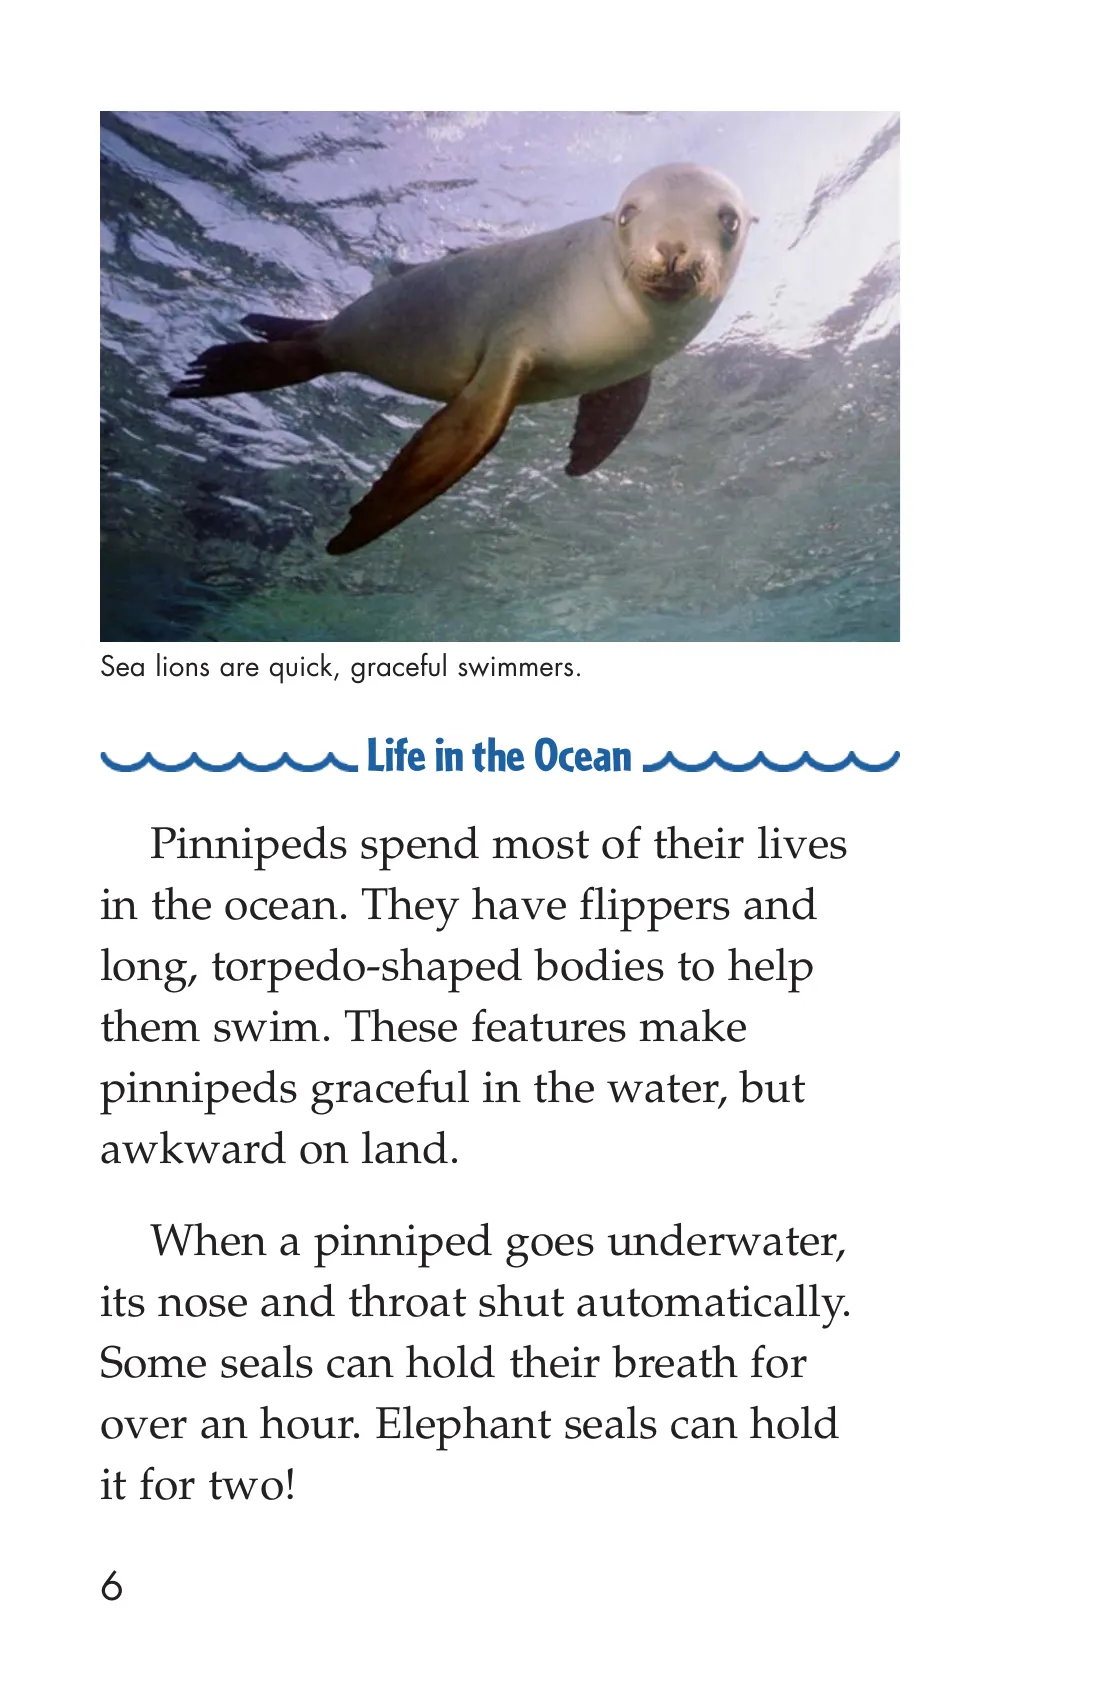 Sea lions are quick, graceful swimmers.
Life in the Ocean
Pinnipeds spend most of their lives
in the ocean. They have flippers and
long, torpedo-shaped bodies to help
them swim. These features make
pinnipeds graceful in the water, but
awkward on land.
When a pinniped goes underwater,
its nose and throat shut automatically.
Some seals can hold their breath for
over an hour. Elephant seals can hold
it for two!
6